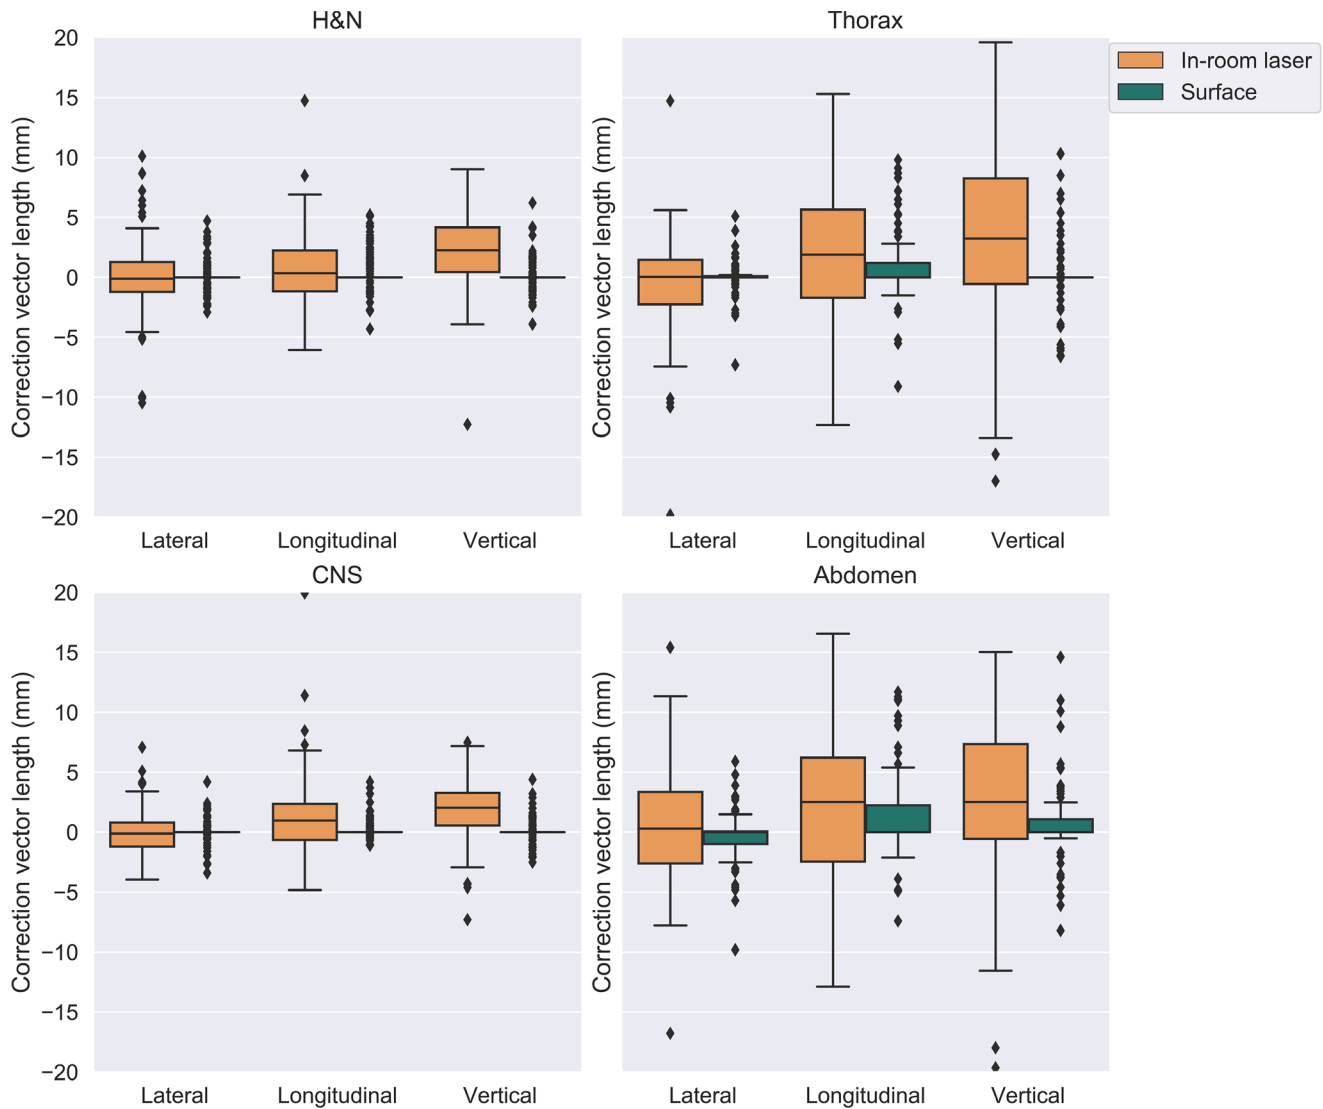 H&N
Thorax
20
15
10
5
0
−5
−10
−15
−20
Correction vector length (mm)
Correction vector length (mm)
In-room laser
Surface
Lateral
Longitudinal
Vertical
Lateral
Longitudinal
Vertical
CNS
Abdomen
20
15
10
5
0
−5
−10
−15
−20
Correction vector length (mm)
Correction vector length (mm)
Lateral
Longitudinal
Vertical
Lateral
Longitudinal
Vertical